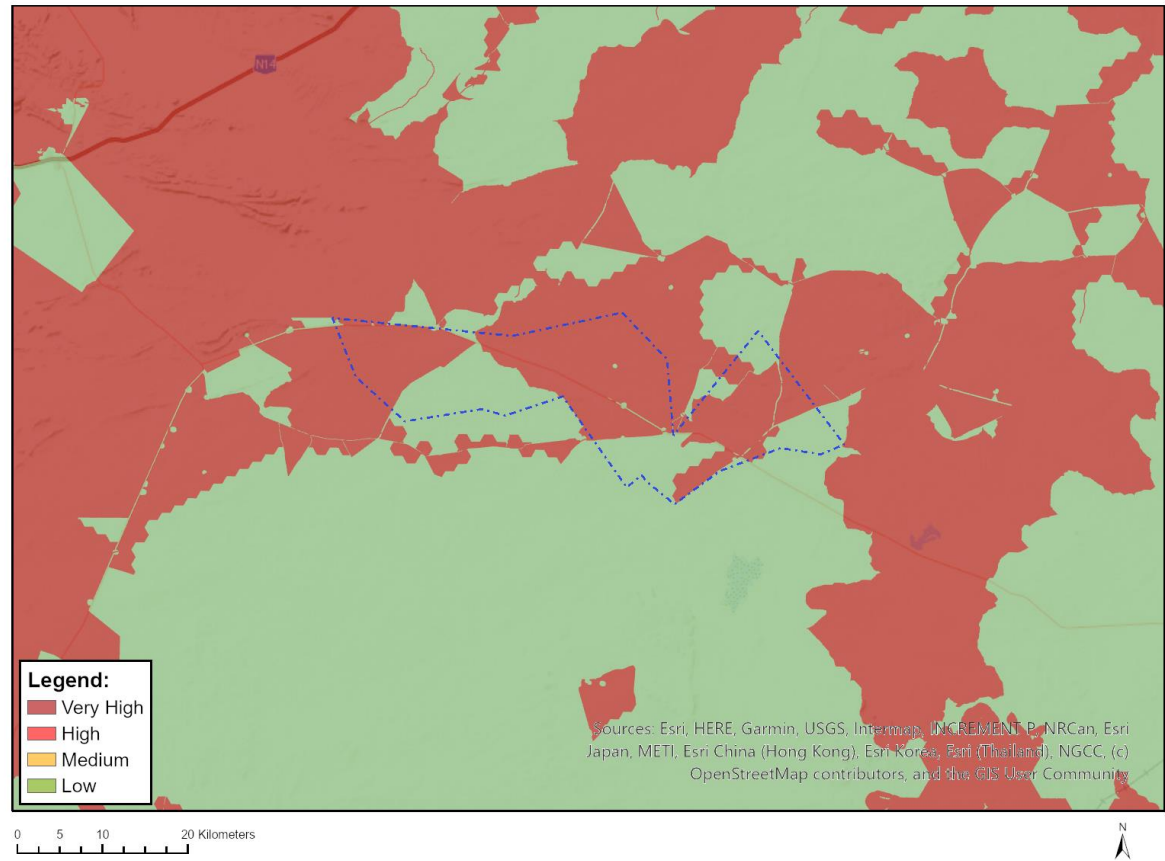 N14
Legend:
Very High
High
Medium
Low
Sources: Esri, HERE, Garmin, USGS, Intermap, INCREMENT P, NRCan, Esri
Japan, METI, Esri China (Hong Kong), Esri Korea, Esri (Thailand), NGCC, (c)
OpenStreetMap contributors, and the GIS User Community
0 5 10 20 Kilometers
N